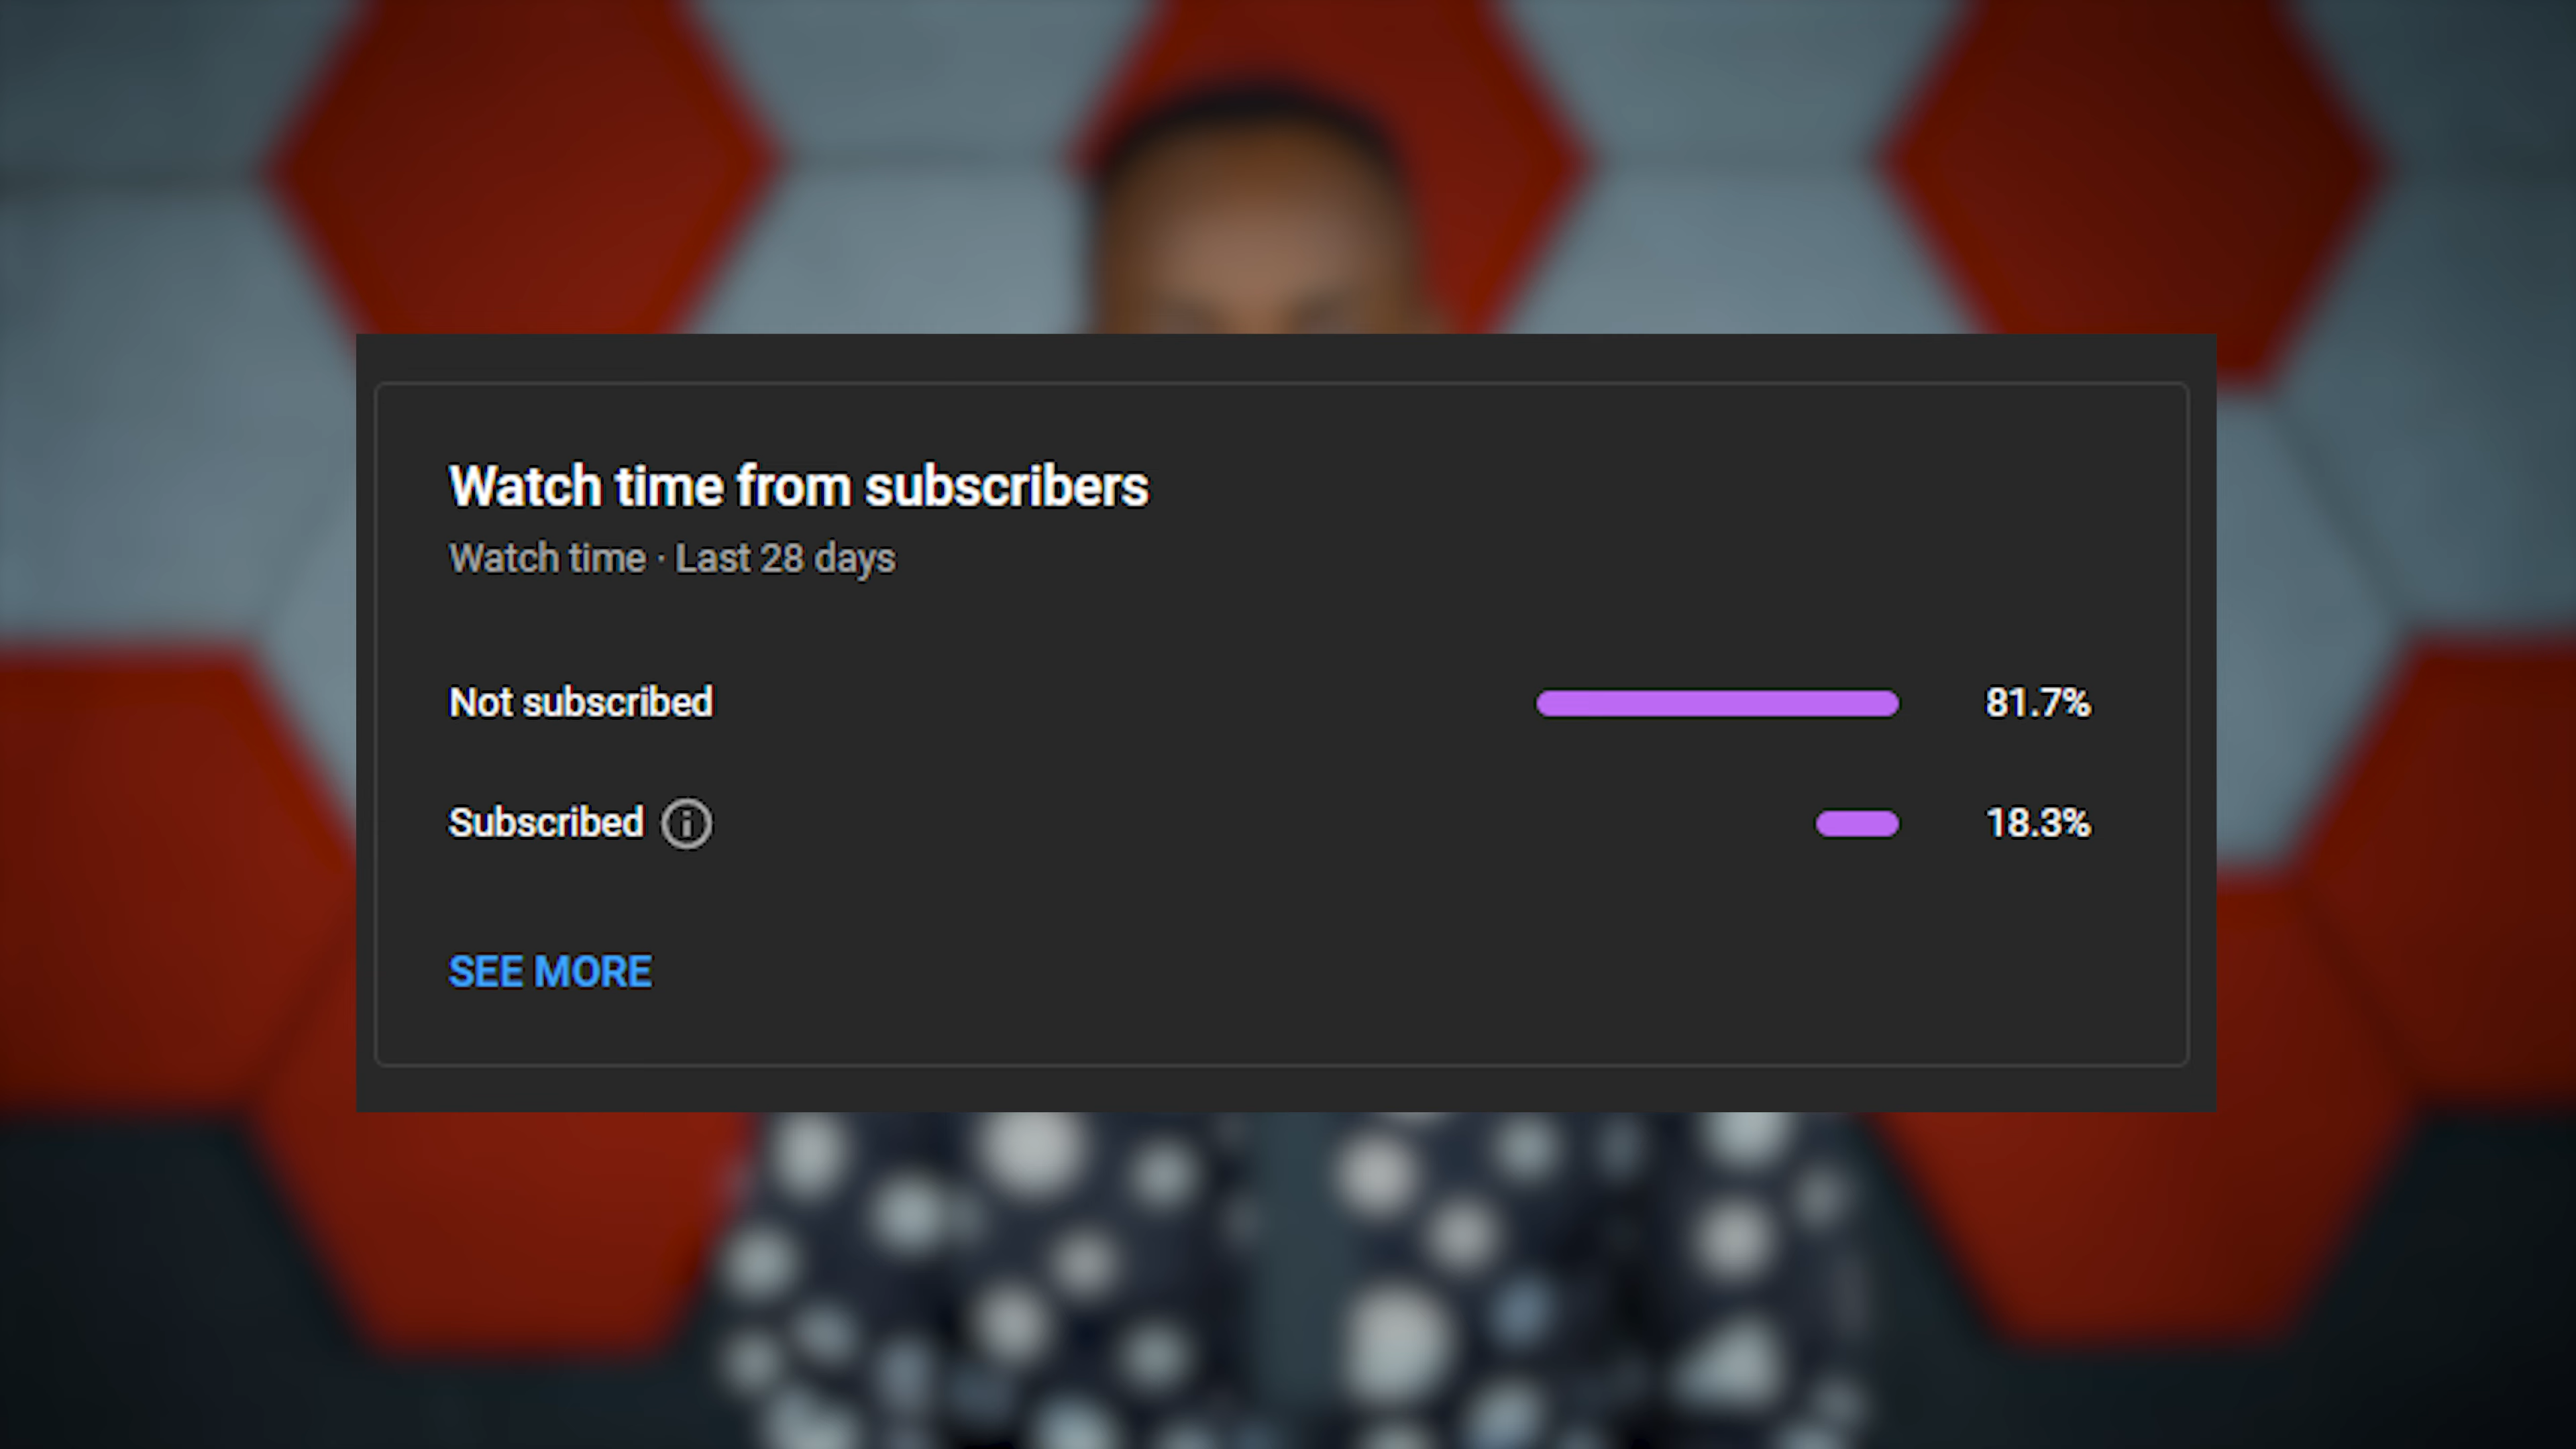 Watch time from subscribers
Watch time · Last 28 days
Not subscribed 81.7%
Subscribed 18.3%
SEE MORE